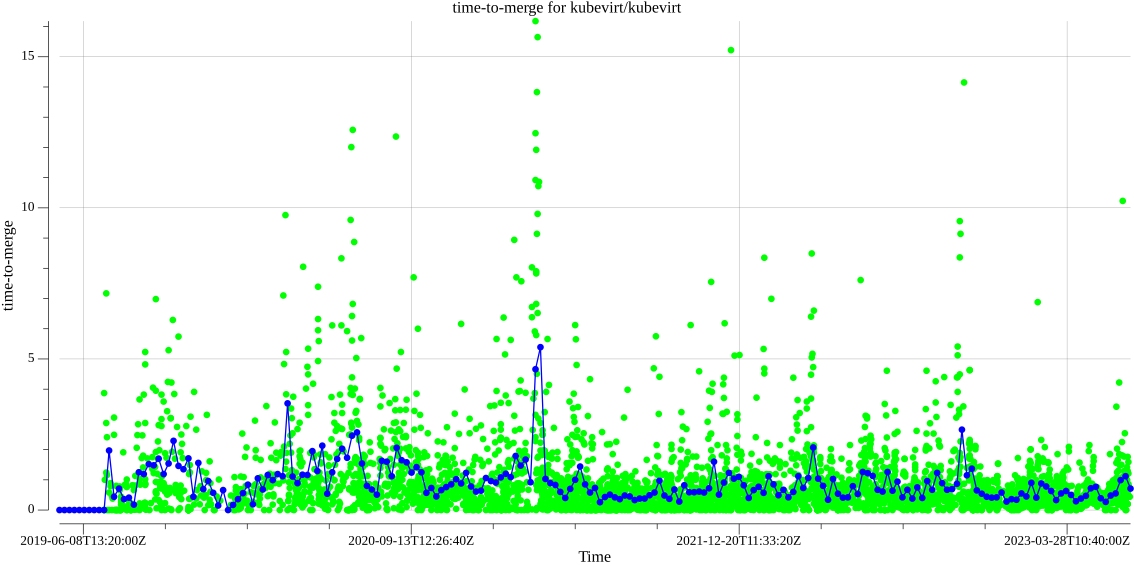 time-to-merge for kubevirt/kubevirt
15
10
5
0
time-to-merge
2019-06-08T13:20:00Z
2020-09-13T12:26:40Z
2021-12-20T11:33:20Z
2023-03-28T10:40:00Z
Time